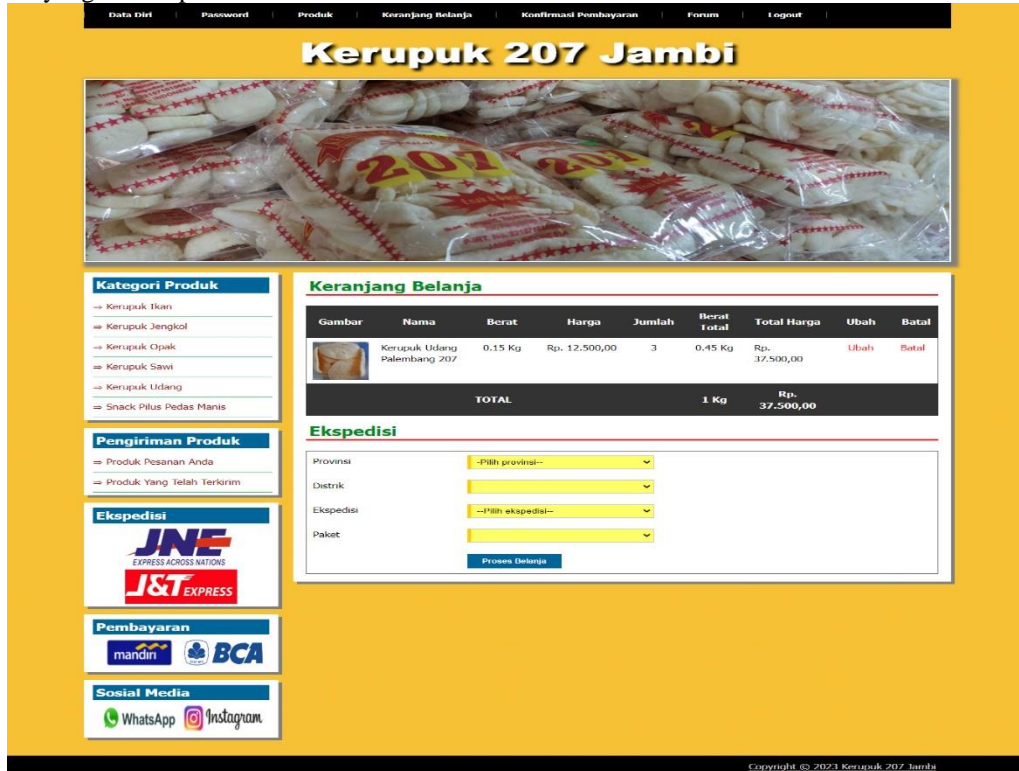 Data Diri | Password | Produk | Keranjang Belanja | Konfirmasi Pembayaran | Forum | Logout |
Kerupuk 207 Jambi
207
Kategori Produk
⇒ Kerupuk Ikan
⇒ Kerupuk Jengkol
⇒ Kerupuk Opak
⇒ Kerupuk Sawi
⇒ Kerupuk Udang
⇒ Snack Pilus Pedas Manis
Pengiriman Produk
⇒ Produk Pesanan Anda
⇒ Produk Yang Telah Terkirim
Ekspedisi
JNE
EXPRESS ACROSS NATIONS
J&T EXPRESS
Pembayaran
mandiri BCA
Sosial Media
WhatsApp Instagram
Keranjang Belanja
Gambar Nama Berat Harga Jumlah Berat Total Total Harga Ubah Batal
Kerupuk Udang Palembang 207 0.15 Kg Rp. 12.500,00 3 0.45 Kg Rp. 37.500,00 Ubah Batal
TOTAL 1 Kg Rp. 37.500,00
Ekspedisi
Provinsi -Pilih provinsi--
Distrik
Ekspedisi --Pilih ekspedisi--
Paket
Proses Belanja
Copyright © 2023 Kerupuk 207 Jambi